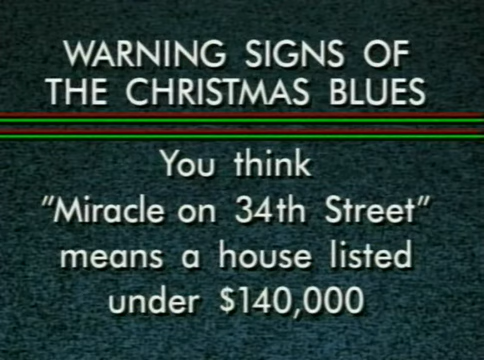 WARNING SIGNS OF
THE CHRISTMAS BLUES
You think
"Miracle on 34th Street"
means a house listed
under $140,000